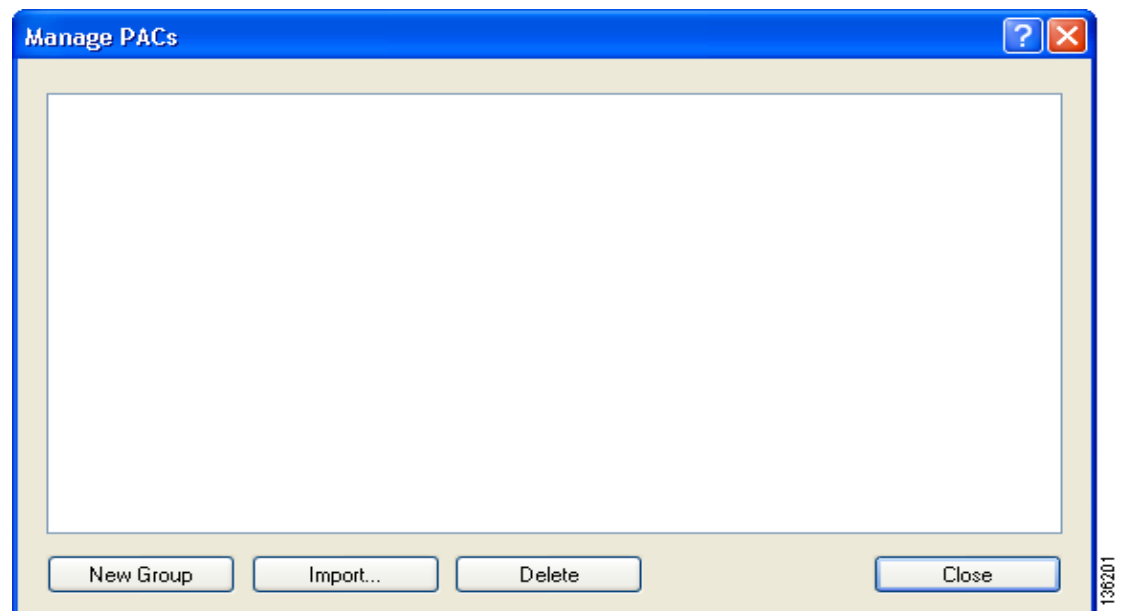 Manage PACs
?
New Group
Import...
Delete
Close
136201